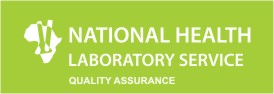 NATIONAL HEALTH
LABORATORY SERVICE
QUALITY ASSURANCE